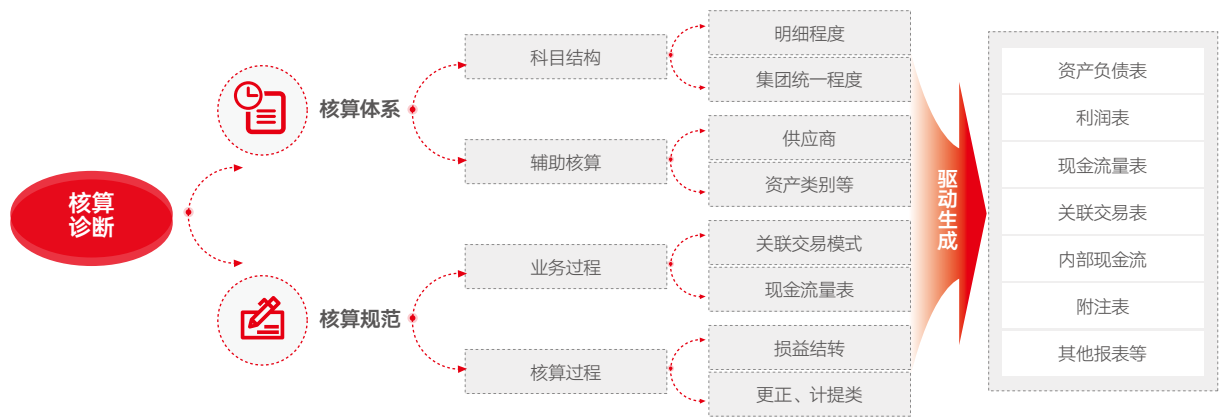 核算
诊断
核算体系
科目结构
明细程度
集团统一程度
辅助核算
供应商
资产类别等
核算规范
业务过程
关联交易模式
现金流量表
核算过程
损益结转
更正、计提类
驱动生成
资产负债表
利润表
现金流量表
关联交易表
内部现金流
附注表
其他报表等